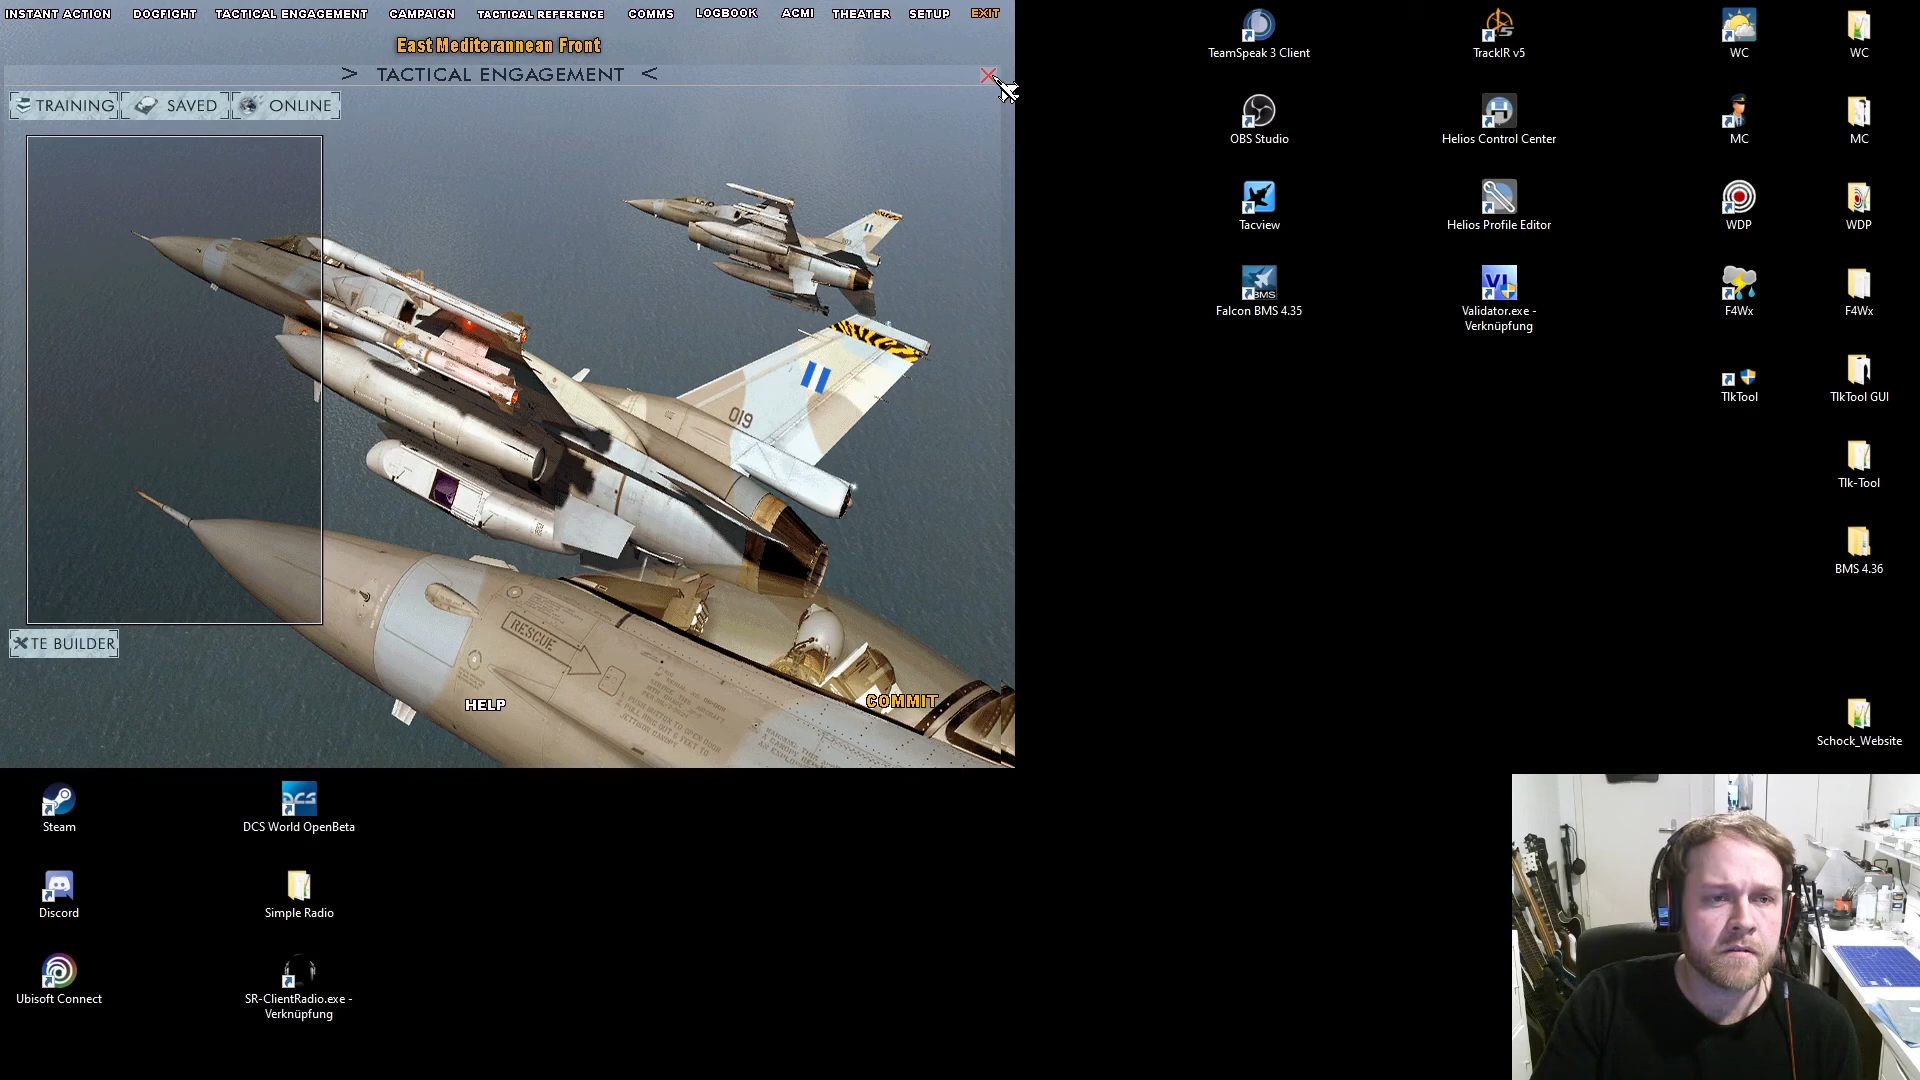 INSTANT ACTION DOGFIGHT TACTICAL ENGAGEMENT CAMPAIGN TACTICAL REFERENCE COMMS LOGBOOK ACMI THEATER SETUP EXIT
East Mediterannean Front
> TACTICAL ENGAGEMENT <
TRAINING SAVED ONLINE
019
RESCUE
TE BUILDER
HELP
COMMIT
TeamSpeak 3 Client
TrackIR v5
WC
WC
OBS Studio
Helios Control Center
MC
MC
Tacview
Helios Profile Editor
WDP
WDP
BMS
Falcon BMS 4.35
Validator.exe -
Verknüpfung
F4Wx
F4Wx
TlkTool
TlkTool GUI
Tlk-Tool
BMS 4.36
Schock_Website
Steam
DCS
DCS World OpenBeta
Discord
Simple Radio
Ubisoft Connect
SR-ClientRadio.exe -
Verknüpfung